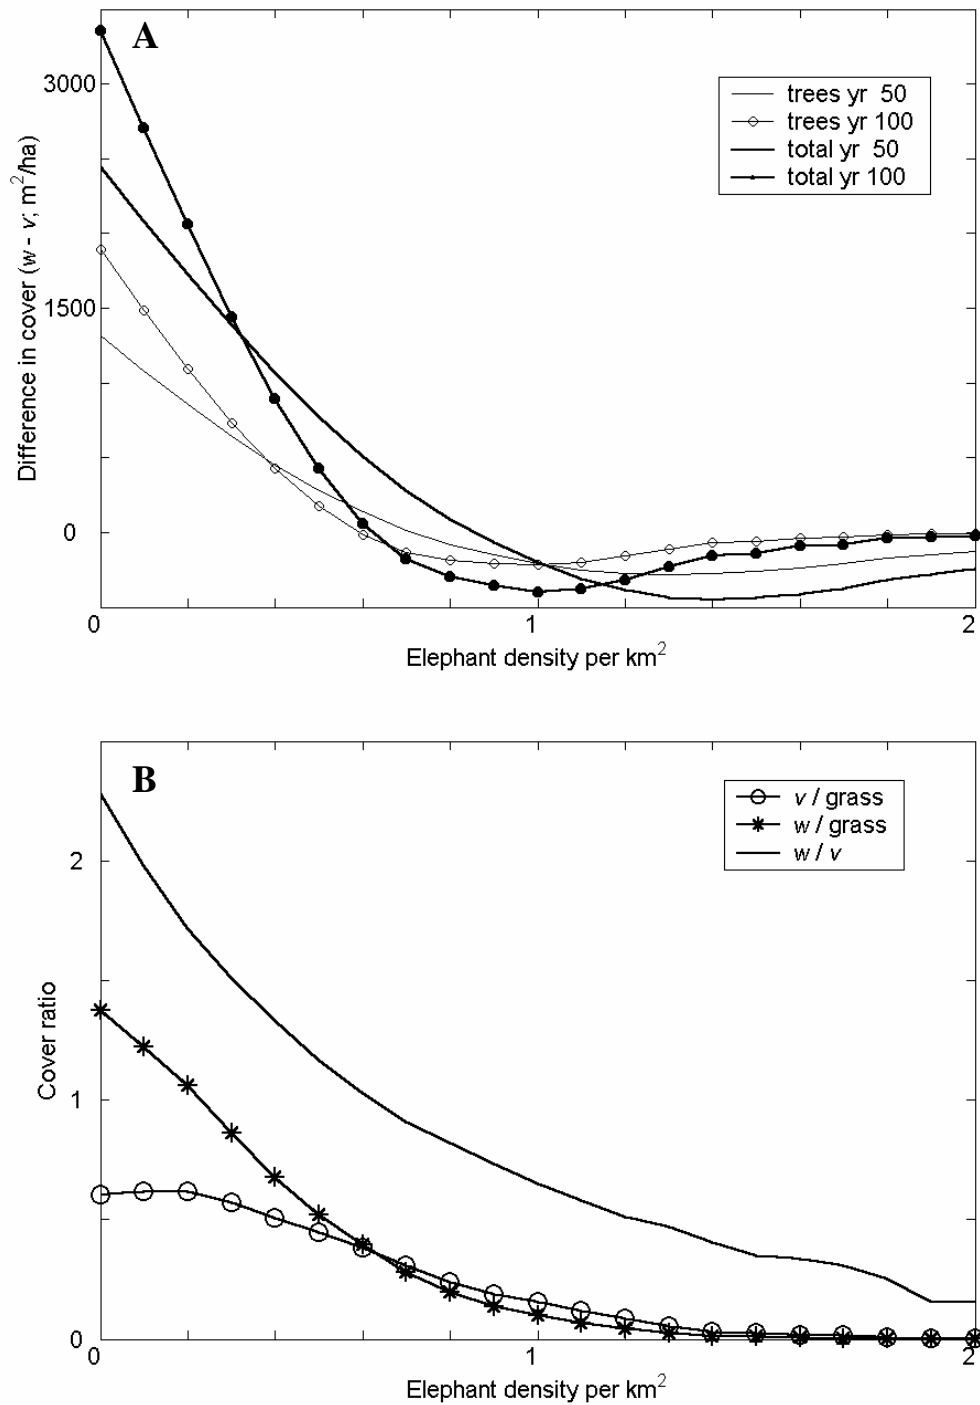 A
3000
trees yr 50
trees yr 100
total yr 50
total yr 100
Difference in cover (w - v; m²/ha)
1500
0
0 1 2
Elephant density per km²
B
v / grass
w / grass
w / v
2
Cover ratio
1
0
0 1 2
Elephant density per km²